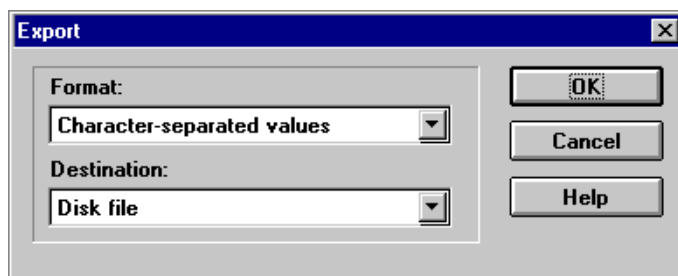 Export
Format:
Character-separated values
Destination:
Disk file
OK
Cancel
Help